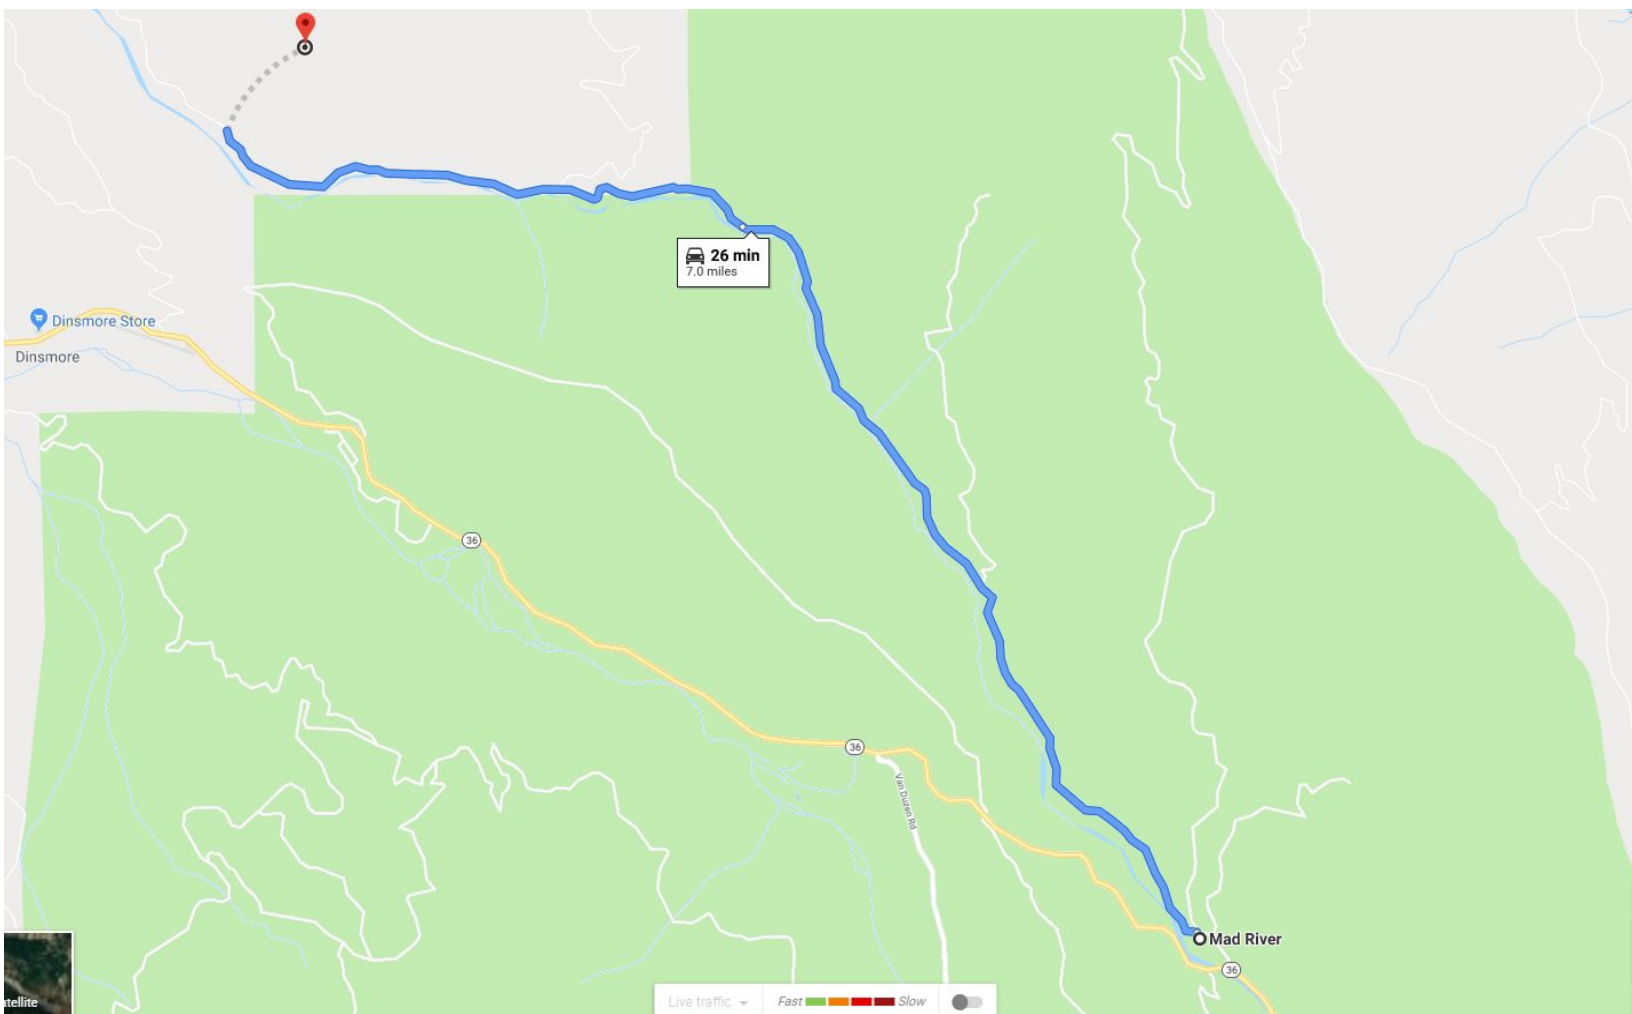 26 min
7.0 miles
Dinsmore Store
Dinsmore
36
36
Van Duzen Rd
Mad River
36
atellite
Live traffic
Fast
Slow